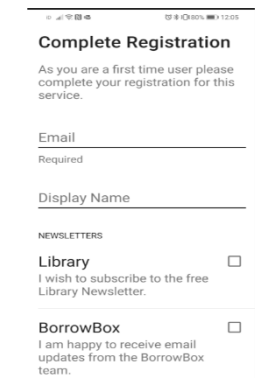 80% 12:05
Complete Registration
As you are a first time user please
complete your registration for this
service.
Email
Required
Display Name
NEWSLETTERS
Library
I wish to subscribe to the free
Library Newsletter.
BorrowBox
I am happy to receive email
updates from the BorrowBox
team.